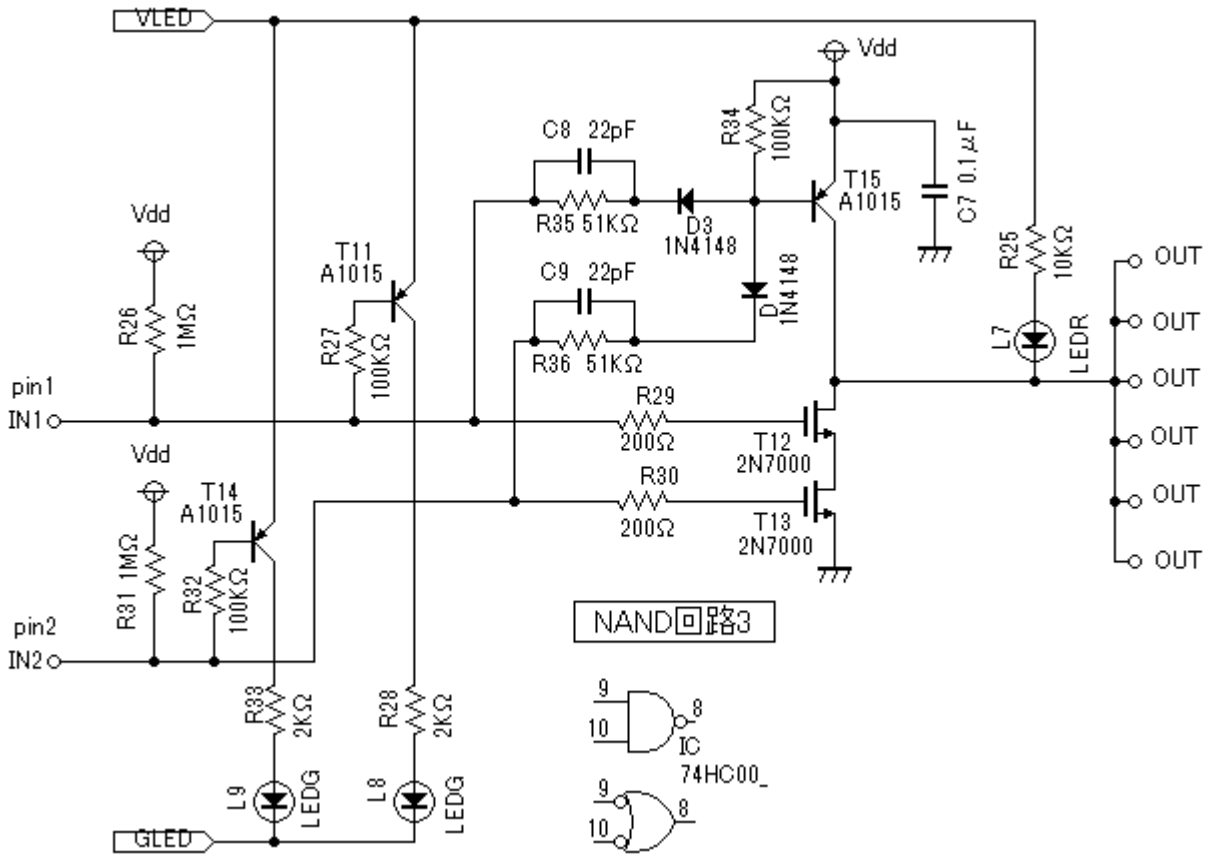 VLED
Vdd
C8 22pF
R34
100KΩ
C7 0.1μF
T15
A1015
R35 51KΩ
D3
1N4148
Vdd
T11
A1015
R25
10KΩ
OUT
C9 22pF
D
1N4148
R26
1MΩ
R27
100KΩ
L7
LEDR
OUT
R36 51KΩ
OUT
pin1
IN1
R29
200Ω
T12
2N7000
OUT
Vdd
T14
A1015
R30
200Ω
T13
2N7000
OUT
R31 1MΩ
R32
100KΩ
OUT
pin2
IN2
NAND回路3
R33
2KΩ
R28
2KΩ
9
10
8
IC
74HC00_
L9
LEDG
L8
LEDG
9
10
8
GLED